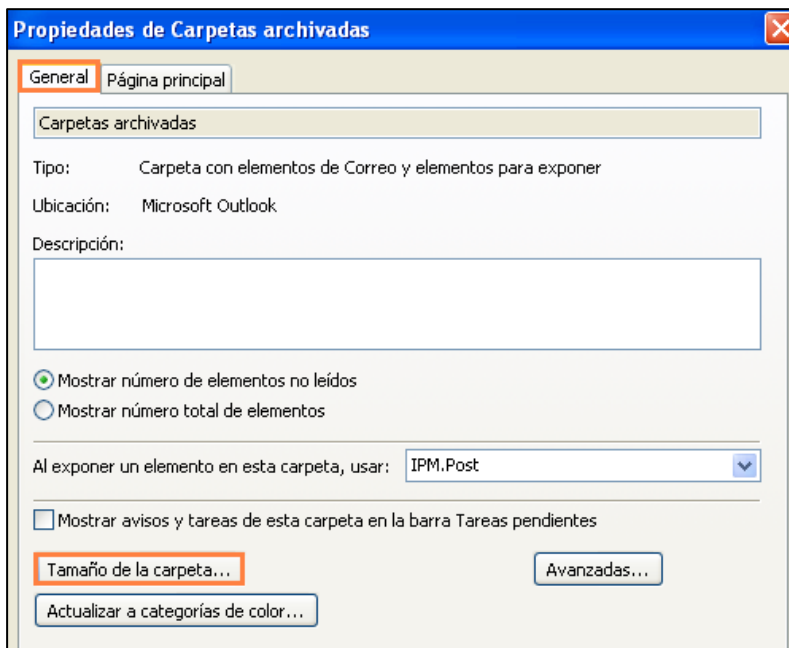 Propiedades de Carpetas archivadas
General Página principal
Carpetas archivadas
Tipo: Carpeta con elementos de Correo y elementos para exponer
Ubicación: Microsoft Outlook
Descripción:
Mostrar número de elementos no leídos
Mostrar número total de elementos
Al exponer un elemento en esta carpeta, usar: IPM.Post
Mostrar avisos y tareas de esta carpeta en la barra Tareas pendientes
Tamaño de la carpeta... Avanzadas...
Actualizar a categorías de color...